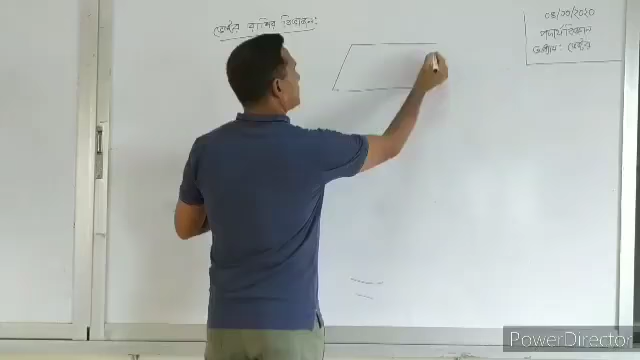 ভেক্টর রাশির বিভাজন:
০৪/১০/২০২০
পদার্থবিজ্ঞান
অধ্যায়: ভেক্টর
PowerDirector